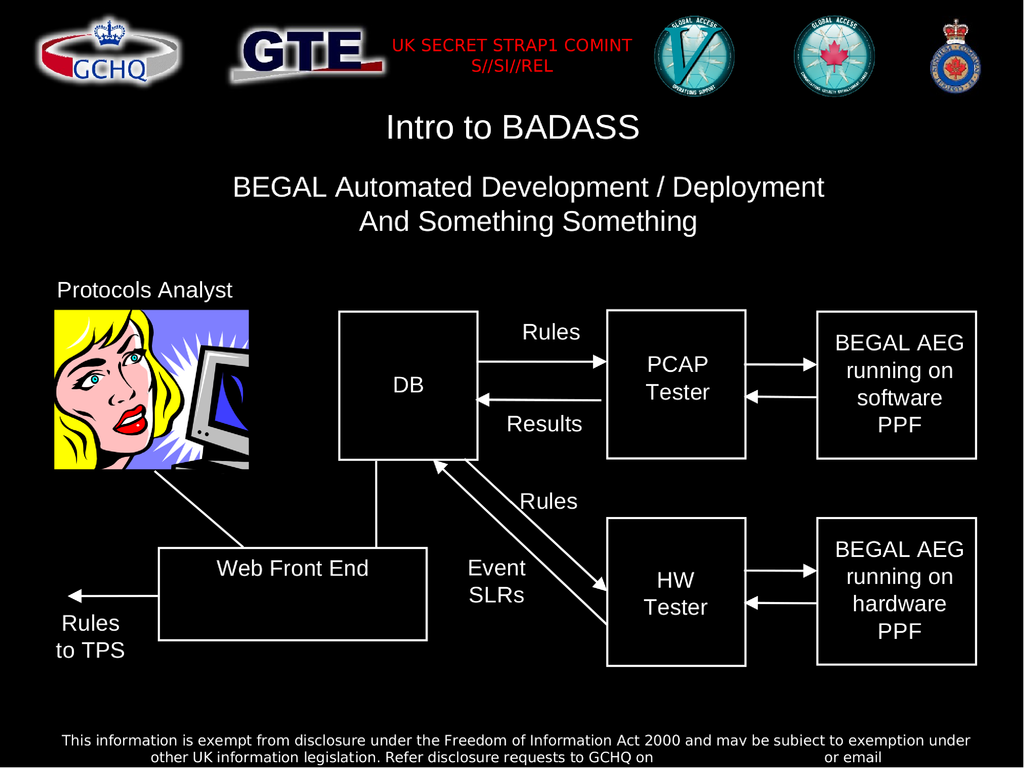 GCHQ
GTE
UK SECRET STRAP1 COMINT
S//SI//REL
GLOBAL ACCESS
V
OPERATIONS SUPPORT
GLOBAL ACCESS
Intro to BADASS
BEGAL Automated Development / Deployment
And Something Something
Protocols Analyst
DB
Rules
Results
PCAP
Tester
BEGAL AEG
running on
software
PPF
Rules
Event
SLRs
HW
Tester
BEGAL AEG
running on
hardware
PPF
Web Front End
Rules
to TPS
This information is exempt from disclosure under the Freedom of Information Act 2000 and may be subject to exemption under
other UK information legislation. Refer disclosure requests to GCHQ on or email